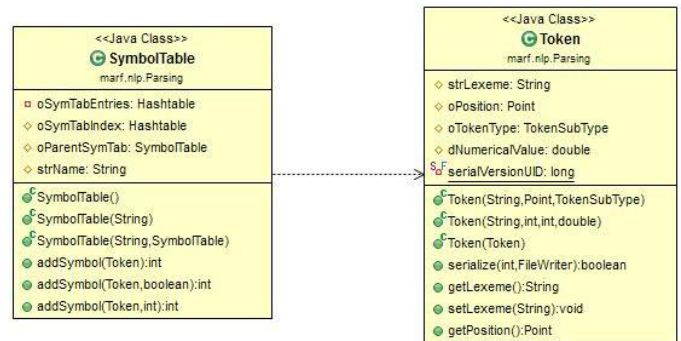 <<Java Class>>
C SymbolTable
marf.nlp.Parsing
oSymTabEntries: Hashtable
oSymTabIndex: Hashtable
oParentSymTab: SymbolTable
strName: String
C SymbolTable()
C SymbolTable(String)
C SymbolTable(String,SymbolTable)
addSymbol(Token):int
addSymbol(Token,boolean):int
addSymbol(Token,int):int
<<Java Class>>
C Token
marf.nlp.Parsing
strLexeme: String
oPosition: Point
oTokenType: TokenSubType
dNumericalValue: double
S F serialVersionUID: long
C Token(String,Point,TokenSubType)
C Token(String,int,int,double)
C Token(Token)
serialize(int,FileWriter):boolean
getLexeme():String
setLexeme(String):void
getPosition():Point